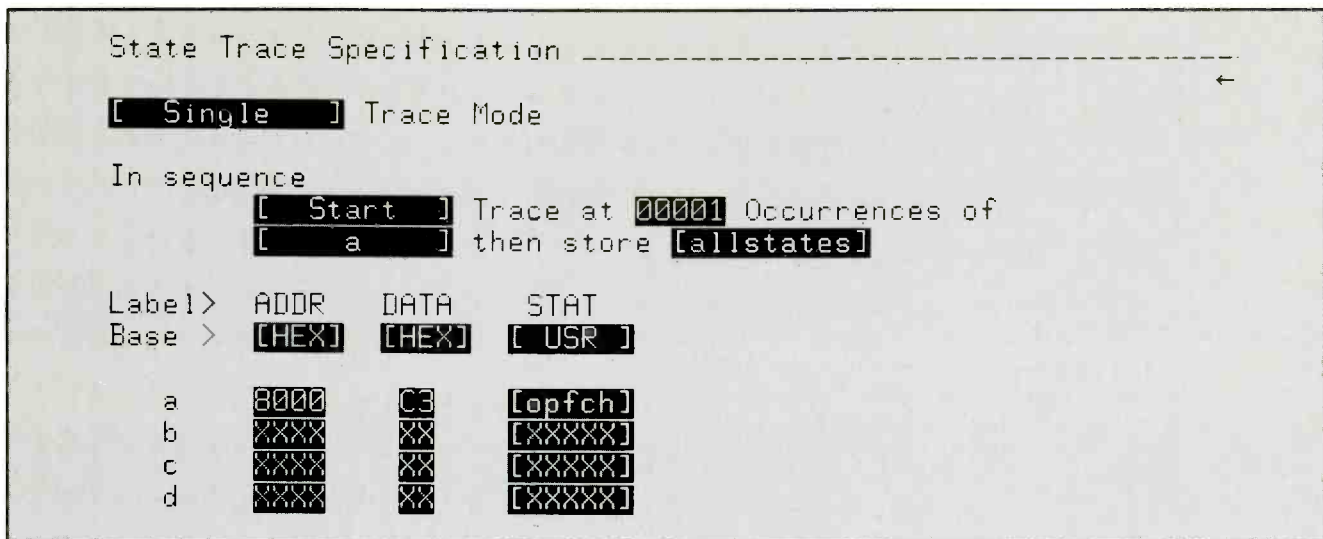 State Trace Specification
←
[ Single ] Trace Mode
In sequence
[ Start ] Trace at 00001 Occurrences of
[ a ] then store [allstates]
Label> ADDR DATA STAT
Base > [HEX] [HEX] [ USR ]
a 8000 C3 [opfch]
b XXXX XX [XXXXX]
c XXXX XX [XXXXX]
d XXXX XX [XXXXX]